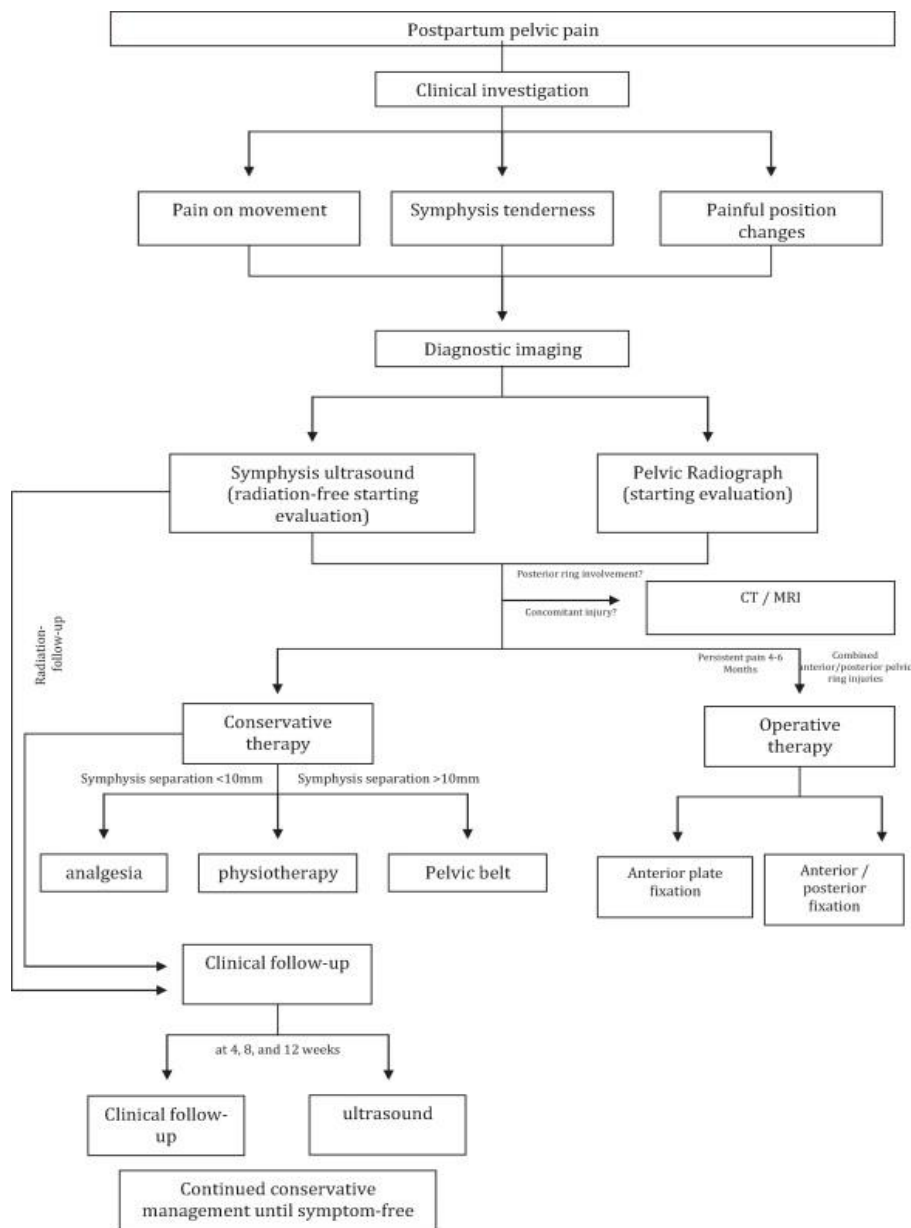 Postpartum pelvic pain
Clinical investigation
Pain on movement
Symphysis tenderness
Painful position
changes
Diagnostic imaging
Symphysis ultrasound
(radiation-free starting
evaluation)
Pelvic Radiograph
(starting evaluation)
Posterior ring involvement?
Concomitant injury?
CT / MRI
Radiation-
follow-up
Persistent pain 4-6
Months
Combined
anterior/posterior pelvic
ring injuries
Conservative
therapy
Operative
therapy
Symphysis separation <10mm
Symphysis separation >10mm
analgesia
physiotherapy
Pelvic belt
Anterior plate
fixation
Anterior /
posterior
fixation
Clinical follow-up
at 4, 8, and 12 weeks
Clinical follow-
up
ultrasound
Continued conservative
management until symptom-free